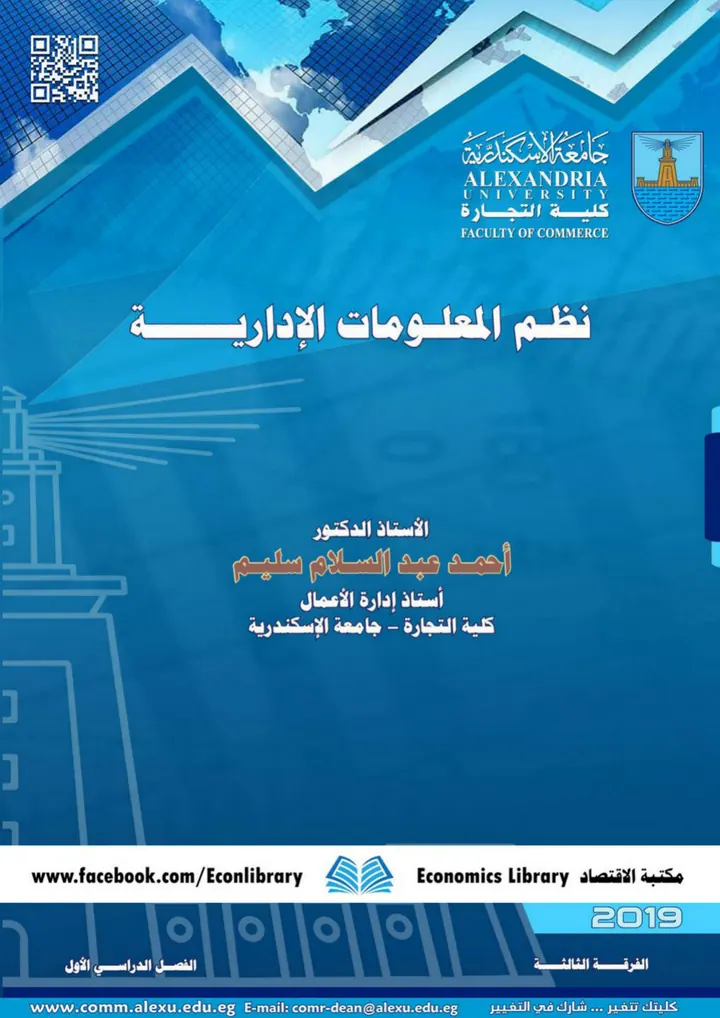 جامعة الإسكندرية
ALEXANDRIA
UNIVERSITY
كلية التجارة
FACULTY OF COMMERCE
نظم المعلومات الإدارية
الأستاذ الدكتور
أحمد عبد السلام سليم
أستاذ إدارة الأعمال
كلية التجارة - جامعة الإسكندرية
www.facebook.com/Econlibrary Economics Library مكتبة الاقتصاد
2019
الفرقة الثالثة
الفصل الدراسي الأول
كليتك تتغير ... شارك في التغيير
www.comm.alexu.edu.eg E-mail: comr-dean@alexu.edu.eg